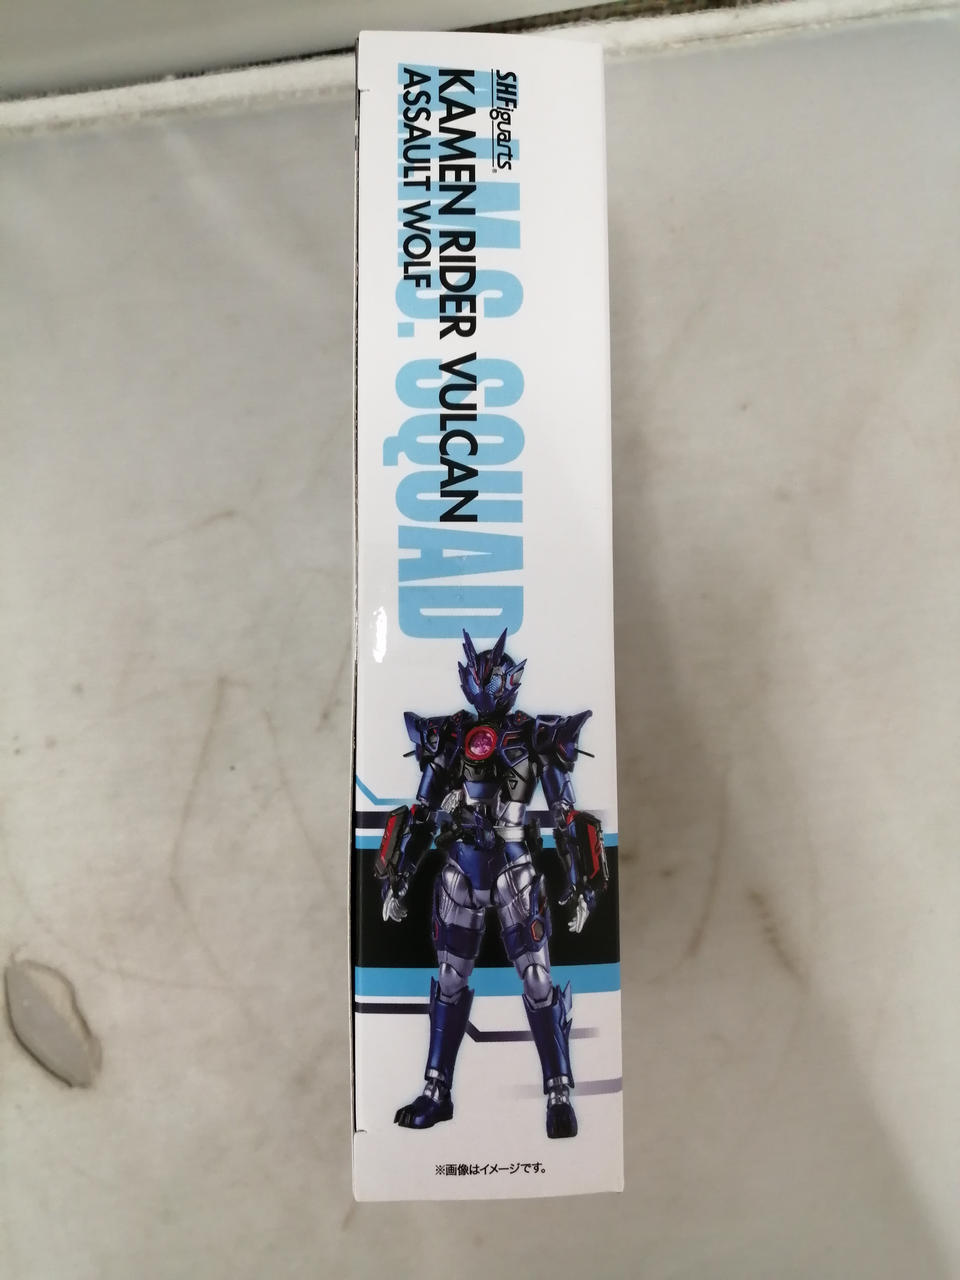 S.H.Figuarts®
KAMEN RIDER VULCAN
ASSAULT WOLF
A.I.M.S. SQUAD
※画像はイメージです。